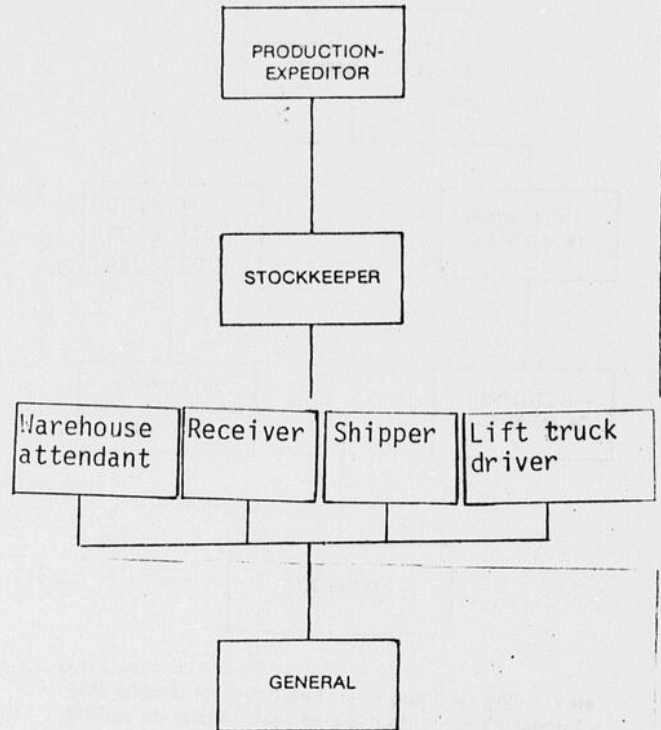 PRODUCTION-
EXPEDITOR
STOCKKEEPER
Warehouse
attendant
Receiver
Shipper
Lift truck
driver
GENERAL